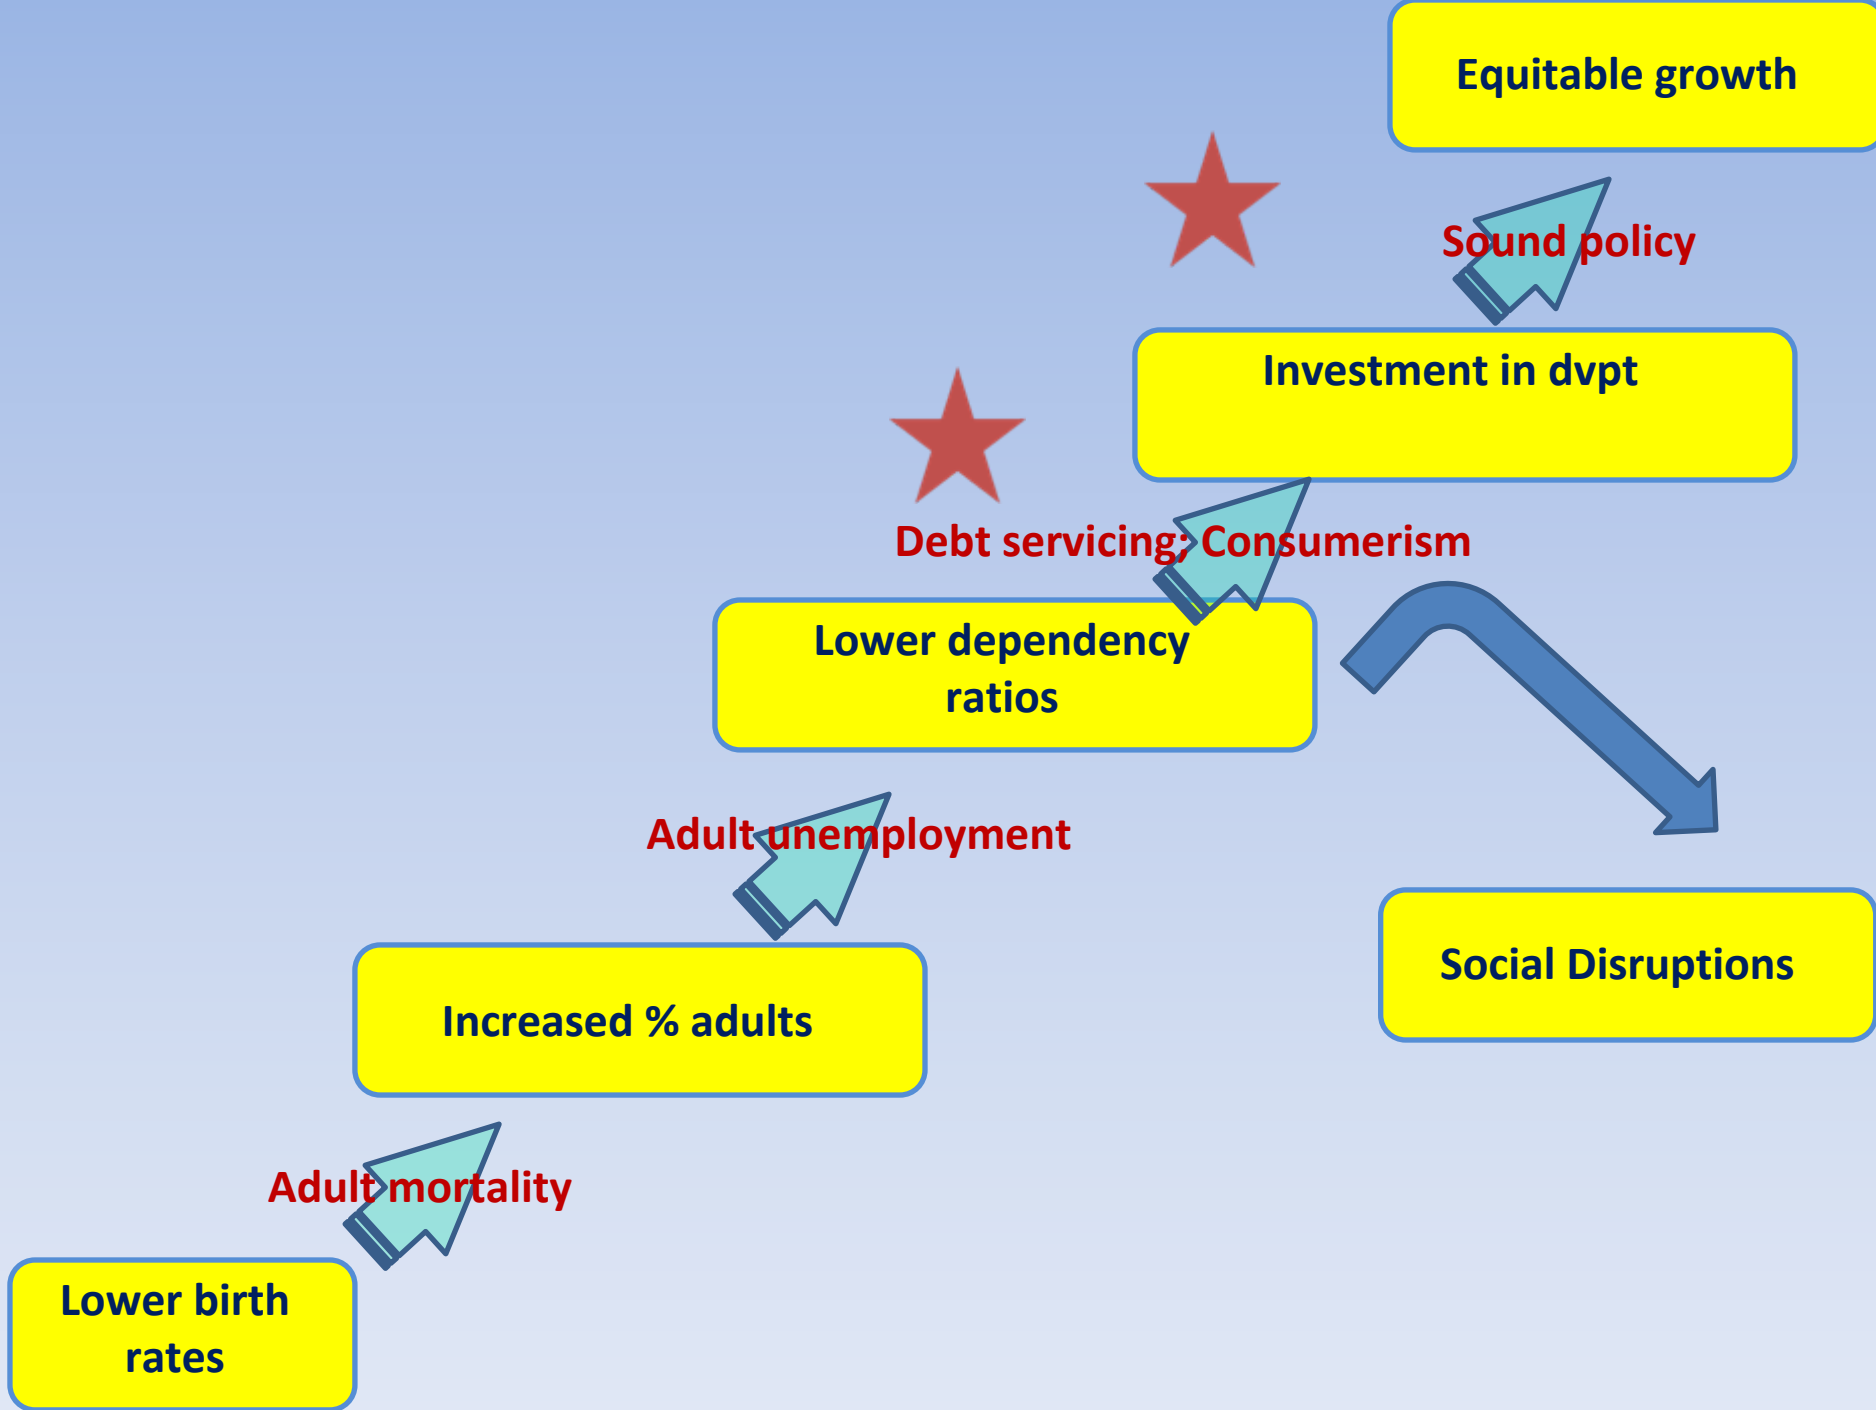 Equitable growth
Sound policy
Investment in dvpt
Debt servicing; Consumerism
Lower dependency
ratios
Adult unemployment
Social Disruptions
Increased % adults
Adult mortality
Lower birth
rates